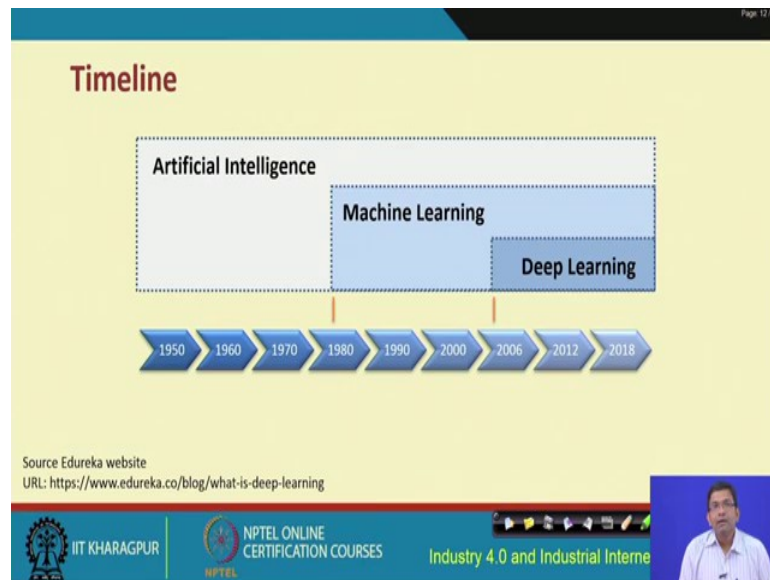 Page: 12 /
Timeline
Artificial Intelligence
Machine Learning
Deep Learning
1950 1960 1970 1980 1990 2000 2006 2012 2018
Source Edureka website
URL: https://www.edureka.co/blog/what-is-deep-learning
IIT KHARAGPUR
NPTEL
NPTEL ONLINE
CERTIFICATION COURSES
Industry 4.0 and Industrial Interne